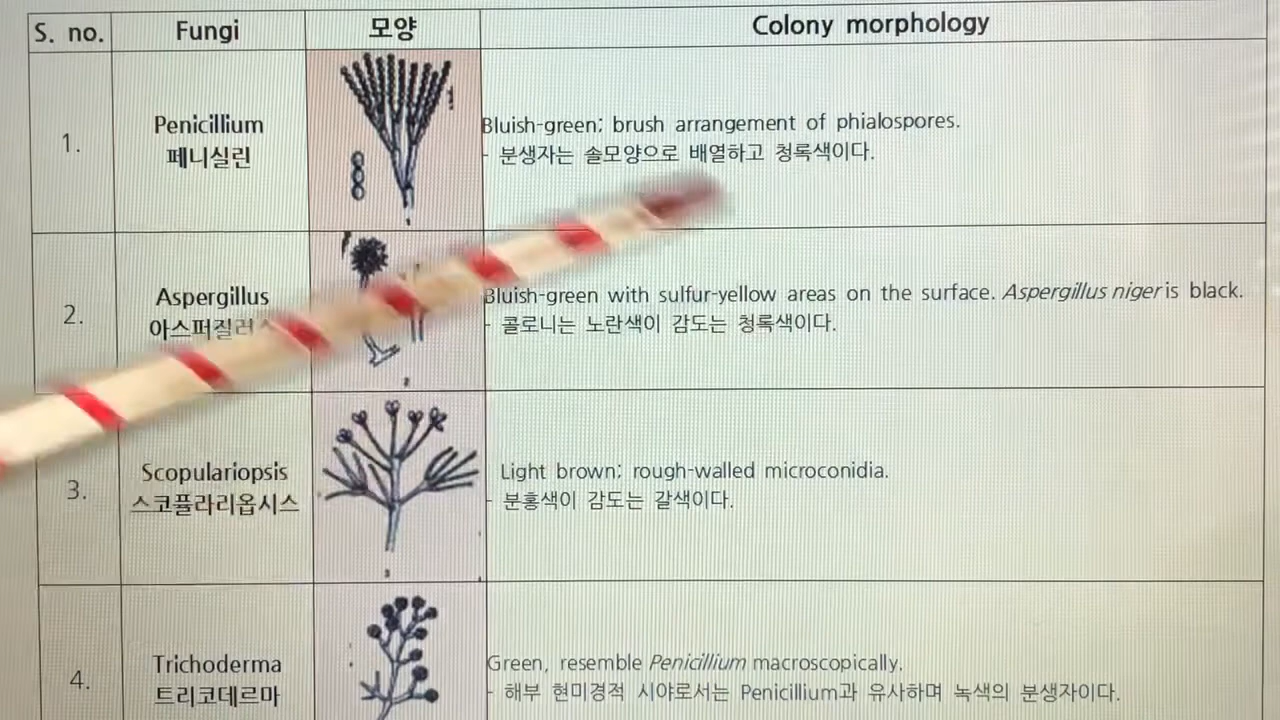 S. no.
Fungi
모양
Colony morphology
1.
Penicillium
페니실린
Bluish-green; brush arrangement of phialospores.
- 분생자는 솔모양으로 배열하고 청록색이다.
2.
Aspergillus
아스퍼질러
Bluish-green with sulfur-yellow areas on the surface. Aspergillus niger is black.
- 콜로니는 노란색이 감도는 청록색이다.
3.
Scopulariopsis
스코퓰라리옵시스
Light brown; rough-walled microconidia.
- 분홍색이 감도는 갈색이다.
4.
Trichoderma
트리코데르마
Green, resemble Penicillium macroscopically.
- 해부 현미경적 시야로서는 Penicillium과 유사하며 녹색의 분생자이다.